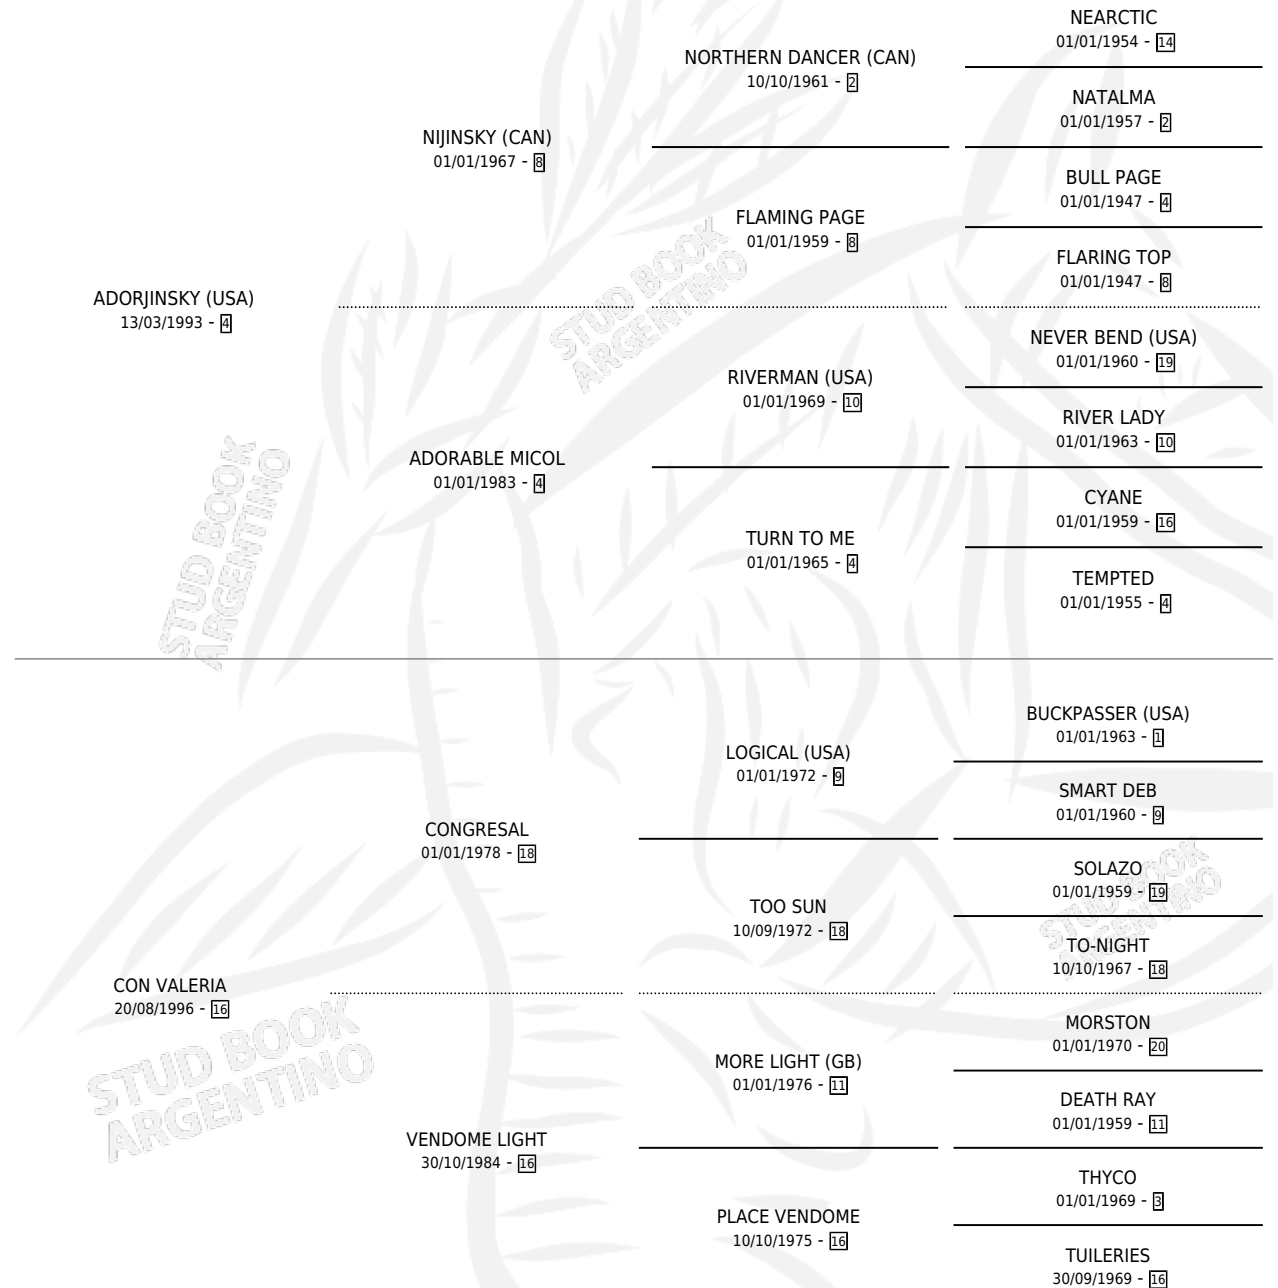 NEARCTIC
01/01/1954 - 14
NORTHERN DANCER (CAN)
10/10/1961 - 2
NATALMA
01/01/1957 - 2
NIJINSKY (CAN)
01/01/1967 - 8
BULL PAGE
01/01/1947 - 4
FLAMING PAGE
01/01/1959 - 8
FLARING TOP
01/01/1947 - 8
ADORJINSKY (USA)
13/03/1993 - 4
NEVER BEND (USA)
01/01/1960 - 19
RIVERMAN (USA)
01/01/1969 - 10
RIVER LADY
01/01/1963 - 10
ADORABLE MICOL
01/01/1983 - 4
CYANE
01/01/1959 - 16
TURN TO ME
01/01/1965 - 4
TEMPTED
01/01/1955 - 4
BUCKPASSER (USA)
01/01/1963 - 1
LOGICAL (USA)
01/01/1972 - 9
SMART DEB
01/01/1960 - 9
CONGRESAL
01/01/1978 - 18
SOLAZO
01/01/1959 - 19
TOO SUN
10/09/1972 - 18
TO-NIGHT
10/10/1967 - 18
CON VALERIA
20/08/1996 - 16
MORSTON
01/01/1970 - 20
MORE LIGHT (GB)
01/01/1976 - 11
DEATH RAY
01/01/1959 - 11
VENDOME LIGHT
30/10/1984 - 16
THYCO
01/01/1969 - 3
PLACE VENDOME
10/10/1975 - 16
TUILERIES
30/09/1969 - 16
STUD BOOK
ARGENTINO
STUD BOOK
ARGENTINO
STUD BOOK
ARGENTINO
STUD BOOK
ARGENTINO